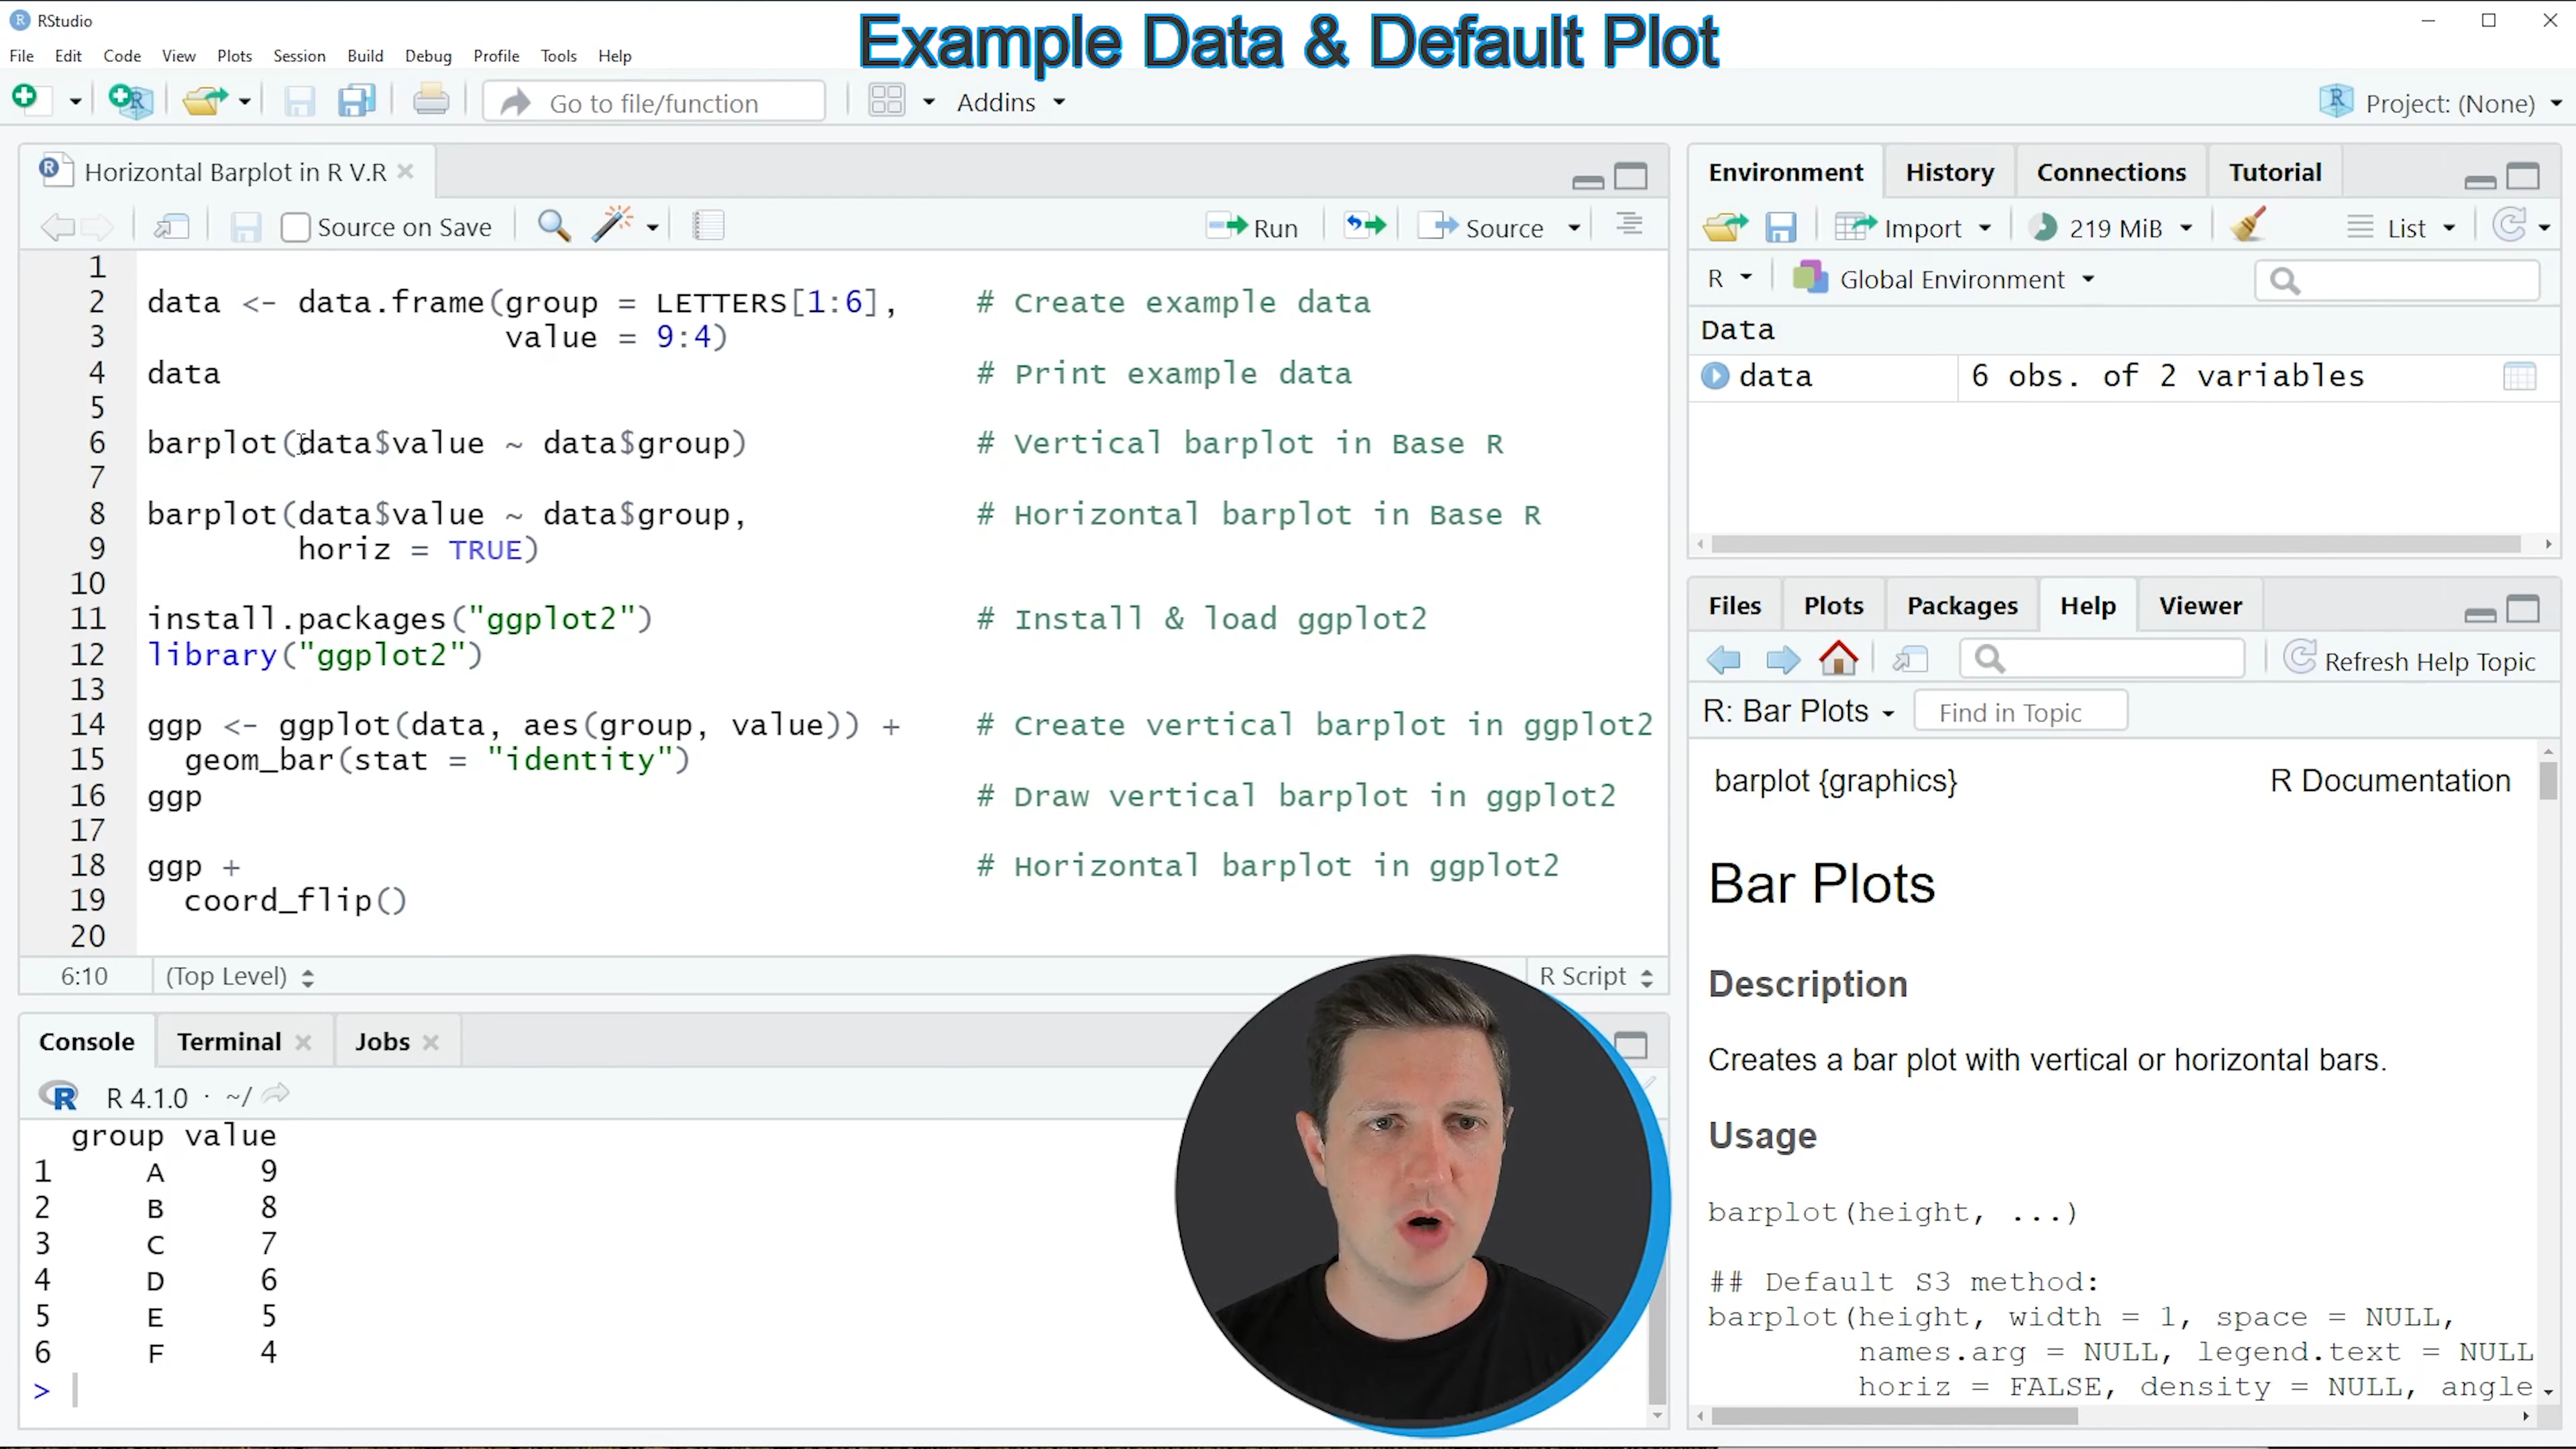 RStudio
Example Data & Default Plot
File Edit Code View Plots Session Build Debug Profile Tools Help
Go to file/function Addins Project: (None)
Horizontal Barplot in R V.R
Source on Save Run Source
1
2 data <- data.frame(group = LETTERS[1:6], # Create example data
3 value = 9:4)
4 data # Print example data
5
6 barplot(data$value ~ data$group) # Vertical barplot in Base R
7
8 barplot(data$value ~ data$group, # Horizontal barplot in Base R
9 horiz = TRUE)
10
11 install.packages("ggplot2") # Install & load ggplot2
12 library("ggplot2")
13
14 ggp <- ggplot(data, aes(group, value)) + # Create vertical barplot in ggplot2
15 geom_bar(stat = "identity")
16 ggp # Draw vertical barplot in ggplot2
17
18 ggp + # Horizontal barplot in ggplot2
19 coord_flip()
20
6:10 (Top Level) R Script
Console Terminal Jobs
R 4.1.0 · ~/
group value
1 A 9
2 B 8
3 C 7
4 D 6
5 E 5
6 F 4
>
Environment History Connections Tutorial
Import 219 MiB List
R Global Environment
Data
data 6 obs. of 2 variables
Files Plots Packages Help Viewer
Refresh Help Topic
R: Bar Plots Find in Topic
barplot {graphics} R Documentation
Bar Plots
Description
Creates a bar plot with vertical or horizontal bars.
Usage
barplot(height, ...)
## Default S3 method:
barplot(height, width = 1, space = NULL,
names.arg = NULL, legend.text = NULL
horiz = FALSE, density = NULL, angle